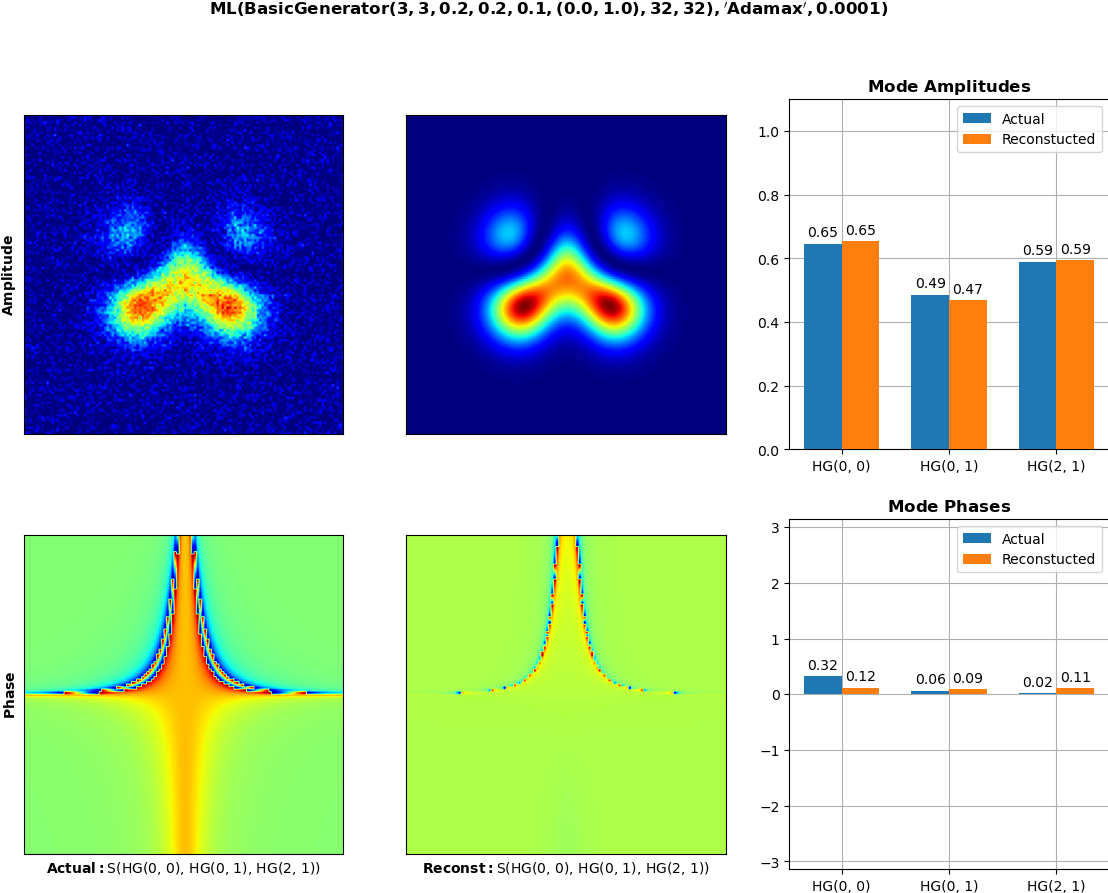 ML(BasicGenerator(3, 3, 0.2, 0.2, 0.1, (0.0, 1.0), 32, 32), ′Adamax′, 0.0001)
Amplitude
Mode Amplitudes
Actual
Reconstucted
1.0
0.8
0.6
0.4
0.2
0.0
0.65 0.65
0.49 0.47
0.59 0.59
HG(0, 0) HG(0, 1) HG(2, 1)
Phase
Actual: S(HG(0, 0), HG(0, 1), HG(2, 1))
Reconst: S(HG(0, 0), HG(0, 1), HG(2, 1))
Mode Phases
Actual
Reconstucted
3
2
1
0
−1
−2
−3
0.32 0.12
0.06 0.09
0.02 0.11
HG(0, 0) HG(0, 1) HG(2, 1)